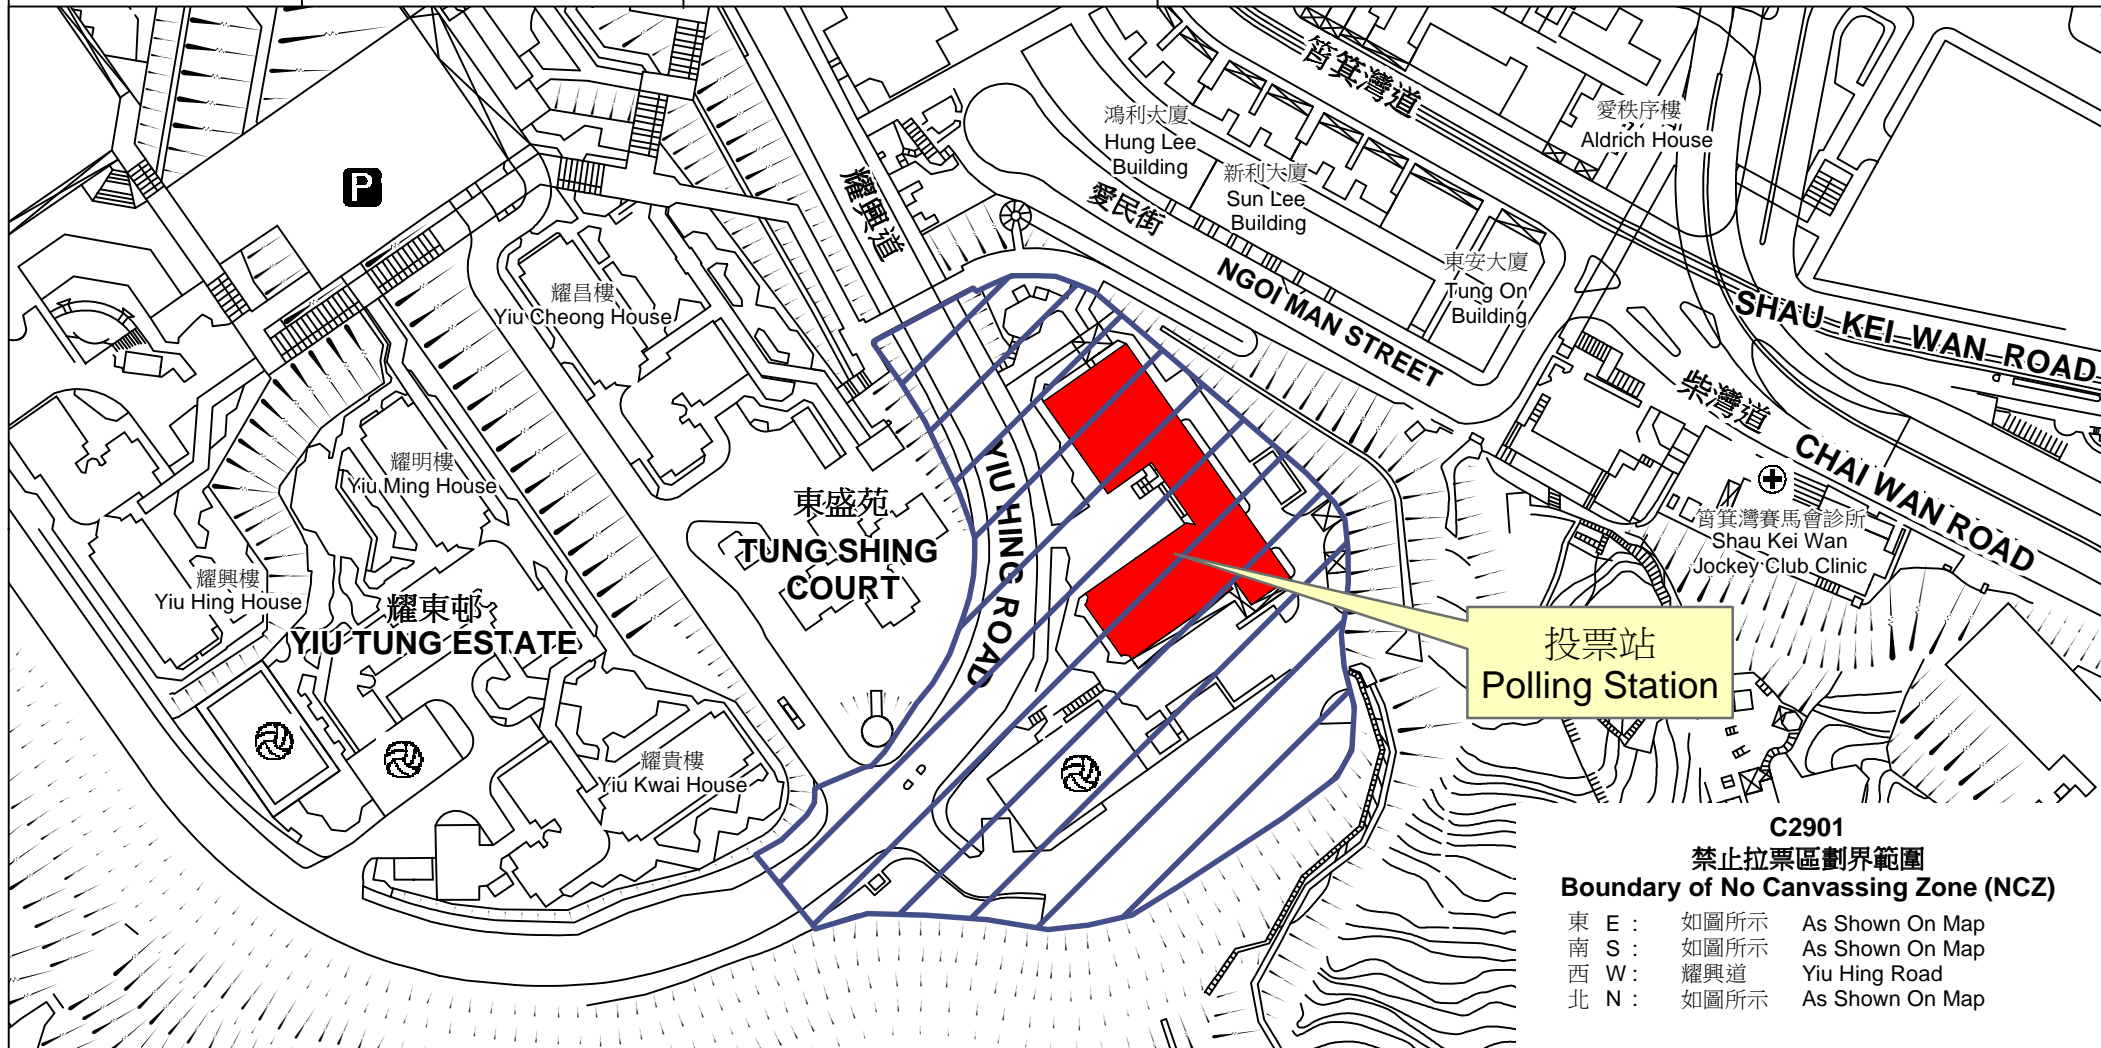 筲箕灣道
愛秩序樓
Aldrich House
鴻利大廈
Hung Lee
Building
新利大廈
Sun Lee
Building
P
耀興道
愛民街
NGOI MAN STREET
東安大廈
Tung On
Building
耀昌樓
Yiu Cheong House
SHAU KEI WAN ROAD
柴灣道
CHAI WAN ROAD
耀明樓
Yiu Ming House
YIU HING ROAD
東盛苑
TUNG SHING
COURT
筲箕灣賽馬會診所
Shau Kei Wan
Jockey Club Clinic
耀興樓
Yiu Hing House
耀東邨
YIU TUNG ESTATE
投票站
Polling Station
耀貴樓
Yiu Kwai House
C2901
禁止拉票區劃界範圍
Boundary of No Canvassing Zone (NCZ)
東 E : 如圖所示 As Shown On Map
南 S : 如圖所示 As Shown On Map
西 W : 耀興道 Yiu Hing Road
北 N : 如圖所示 As Shown On Map